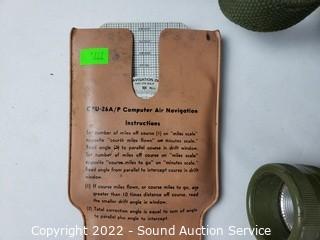 CPU-26A/P Computer Air Navigation
Instructions
Set number of miles off course (1) on "miles scale"
opposite "course miles flown" on minutes scale.
Read angle to parallel course in drift window.
Set number of miles off course on "miles scale"
opposite "course miles to go" on "minutes scale".
Read angle from parallel to intercept course in drift
window.
(1) If course miles flown, or course miles to go, are
greater than 10 times distance off course, read
the smaller drift angle in window.
(2) Total correction angle is equal to sum of angle
to parallel plus angle to intercept.
Copyright 2022 - Sound Auction Service